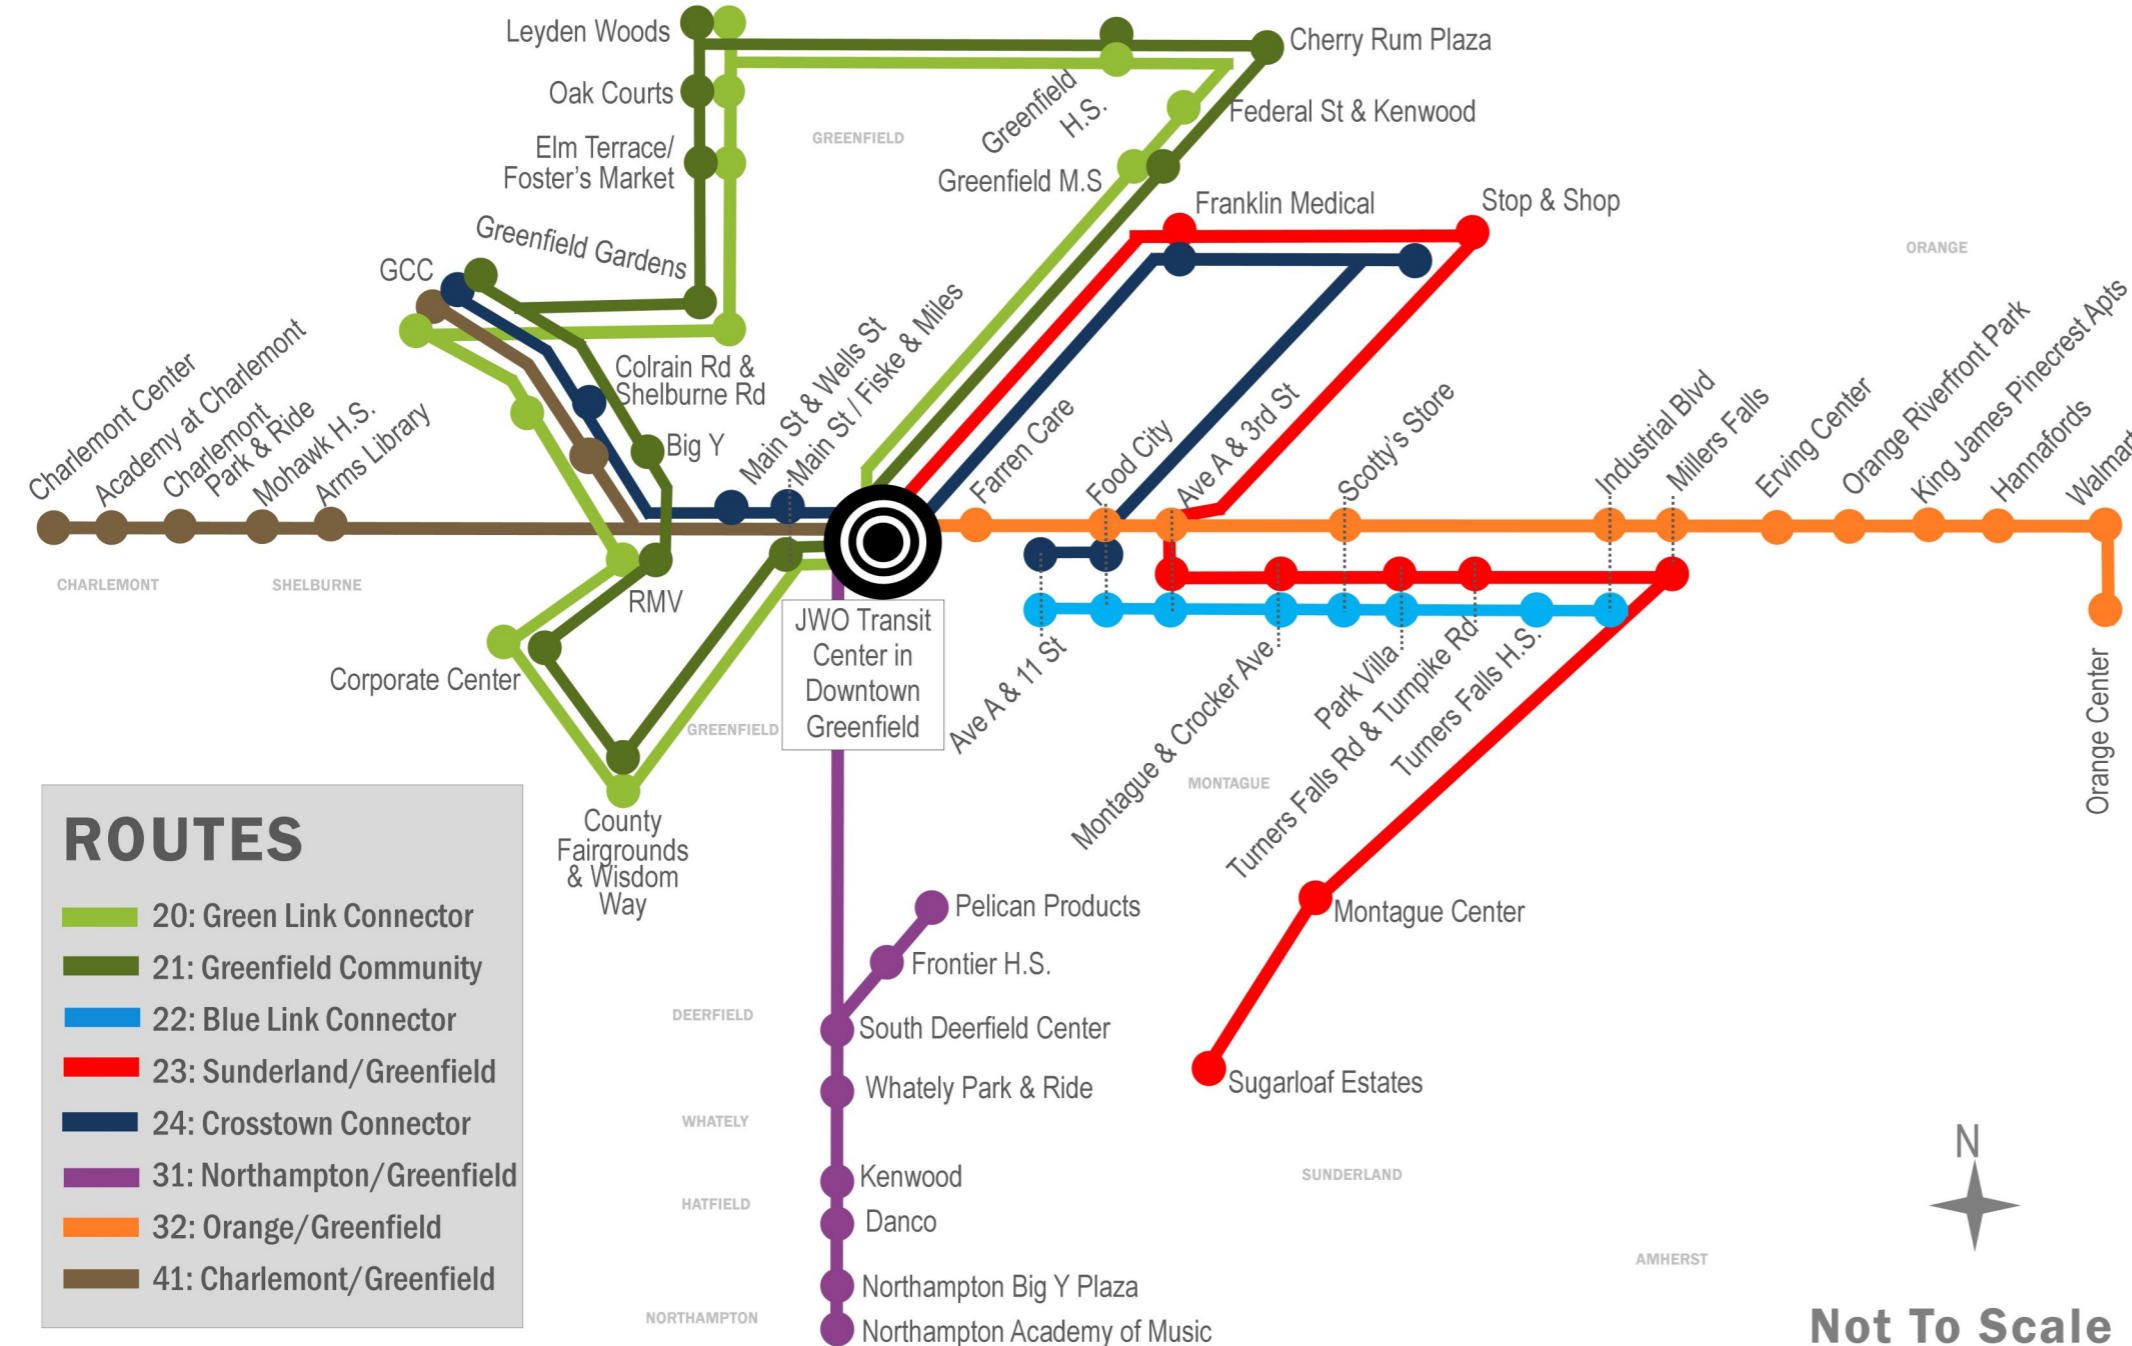 Leyden Woods
Oak Courts
Elm Terrace/
Foster's Market
Greenfield Gardens
GCC
GREENFIELD
Greenfield
H.S.
Cherry Rum Plaza
Federal St & Kenwood
Greenfield M.S
Franklin Medical
Stop & Shop
ORANGE
Colrain Rd &
Shelburne Rd
Big Y
Main St & Wells St
Main St / Fiske & Miles
Charlemont Center
Academy at Charlemont
Charlemont
Park & Ride
Mohawk H.S.
Arms Library
Farren Care
Food City
Ave A & 3rd St
Scotty's Store
Industrial Blvd
Millers Falls
Erving Center
Orange Riverfront Park
King James Pinecrest Apts
Hannafords
Walmart
CHARLEMONT
SHELBURNE
RMV
Corporate Center
GREENFIELD
JWO Transit
Center in
Downtown
Greenfield
Ave A & 11 St
Montague & Crocker Ave
Park Villa
Turners Falls Rd & Turnpike Rd
Turners Falls H.S.
MONTAGUE
Orange Center
County
Fairgrounds
& Wisdom
Way
Pelican Products
Frontier H.S.
Montague Center
DEERFIELD
South Deerfield Center
Whately Park & Ride
Sugarloaf Estates
WHATELY
Kenwood
SUNDERLAND
HATFIELD
Danco
AMHERST
Northampton Big Y Plaza
NORTHAMPTON
Northampton Academy of Music
ROUTES
20: Green Link Connector
21: Greenfield Community
22: Blue Link Connector
23: Sunderland/Greenfield
24: Crosstown Connector
31: Northampton/Greenfield
32: Orange/Greenfield
41: Charlemont/Greenfield
N
Not To Scale